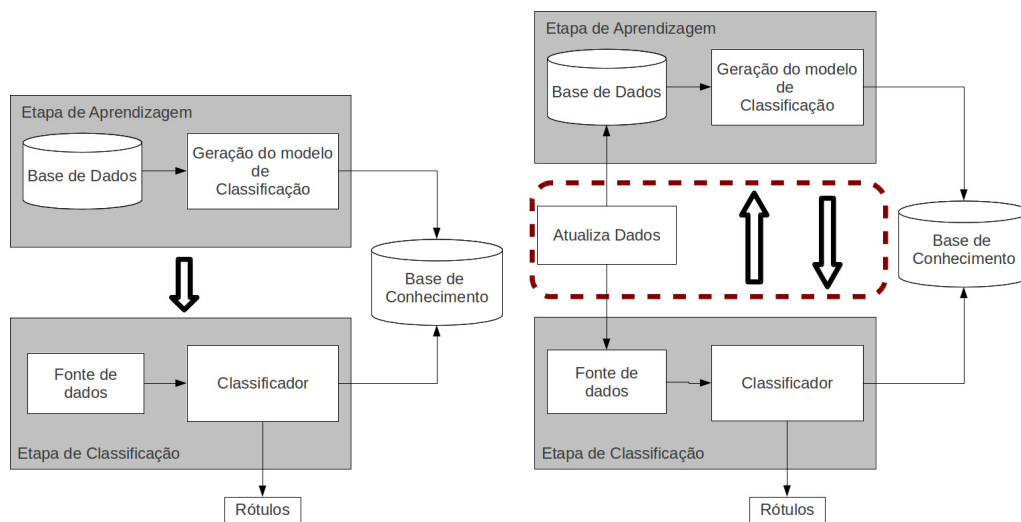 Etapa de Aprendizagem
Base de Dados
Geração do modelo
de
Classificação
Base de
Conhecimento
Fonte de
dados
Classificador
Etapa de Classificação
Rótulos
Etapa de Aprendizagem
Base de Dados
Geração do modelo
de
Classificação
Atualiza Dados
Base de
Conhecimento
Fonte de
dados
Classificador
Etapa de Classificação
Rótulos